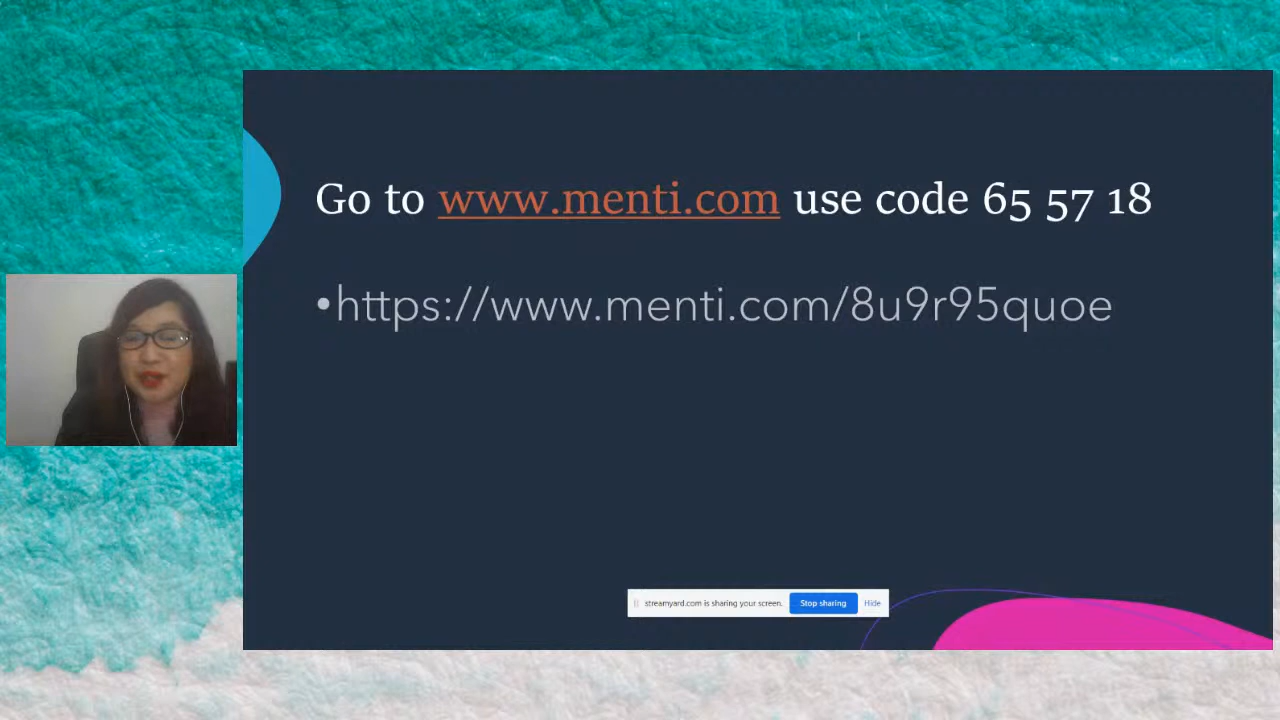 Go to www.menti.com use code 65 57 18
•https://www.menti.com/8u9r95quoe
streamyard.com is sharing your screen. Stop sharing Hide